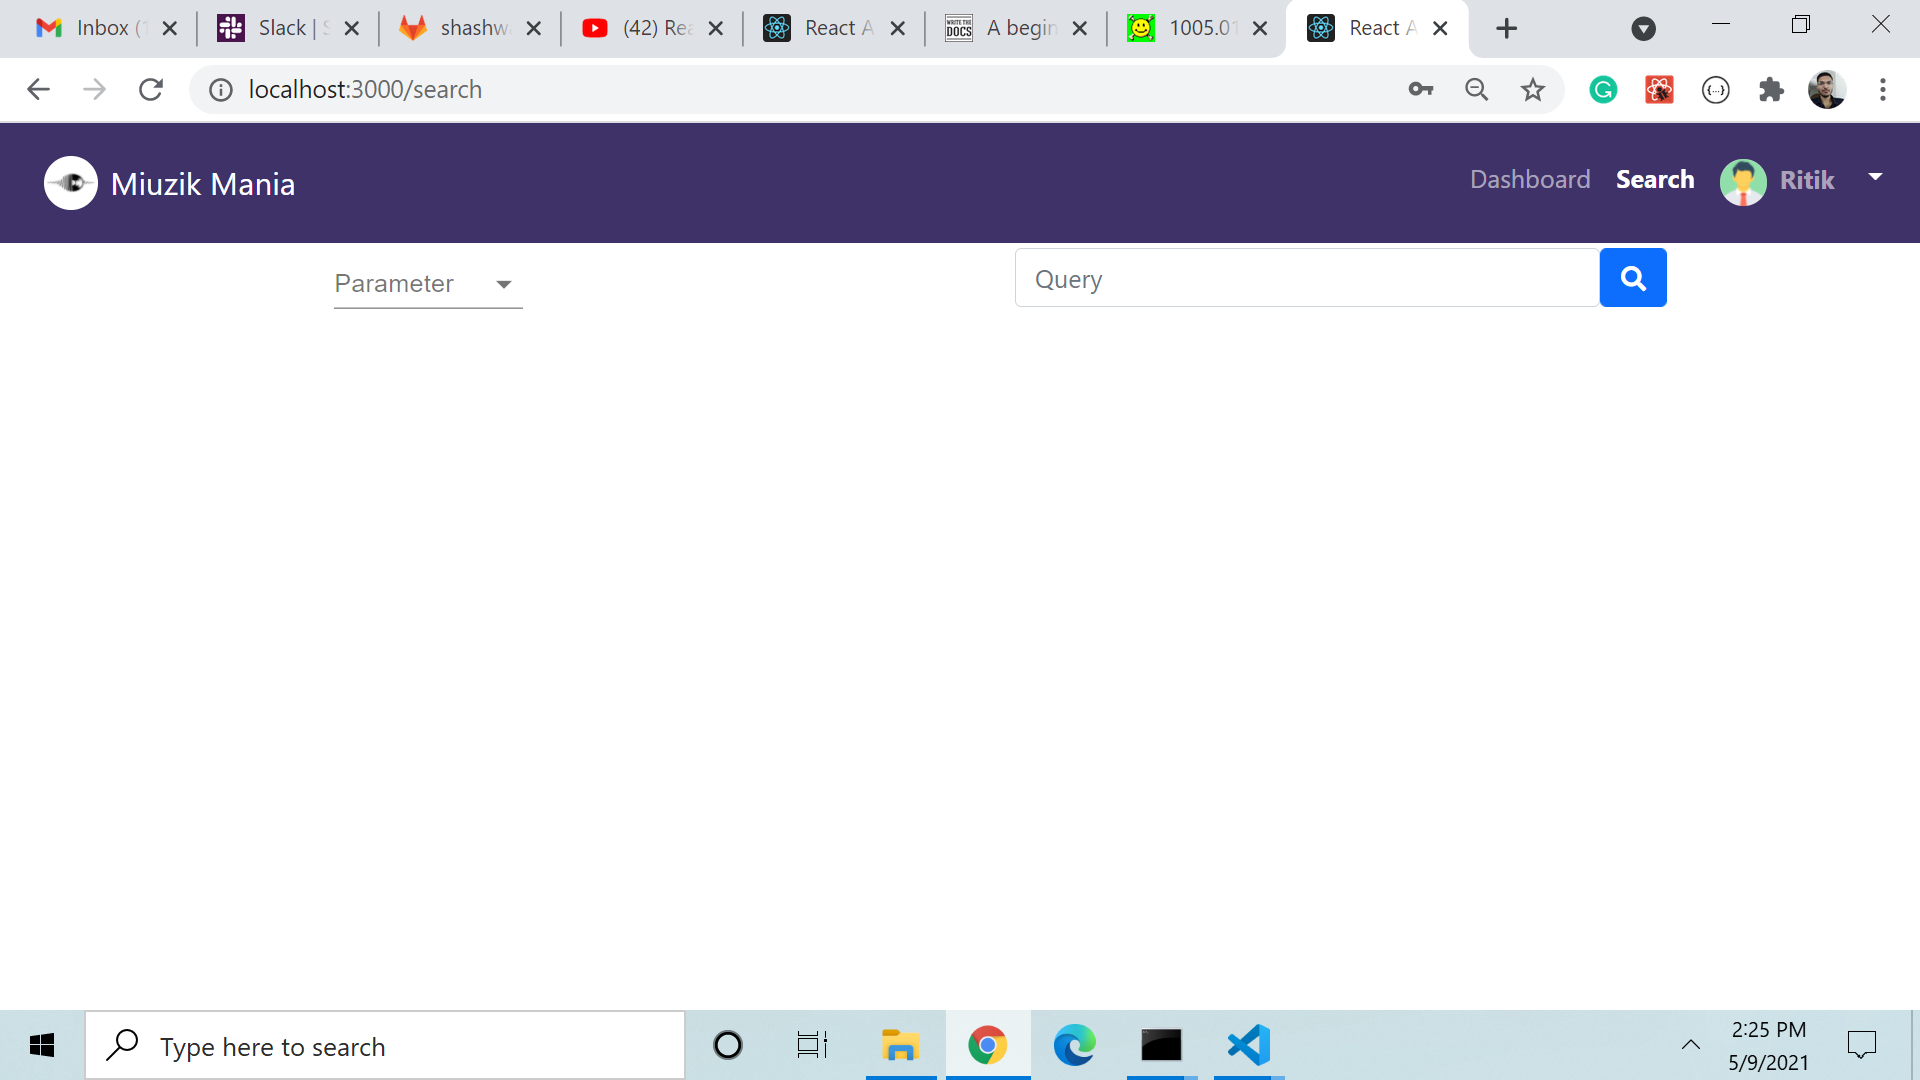 Inbox (1
Slack | S
shashw
(42) Rea
React A
A begin
1005.01
React A
localhost:3000/search
Miuzik Mania
Dashboard
Search
Ritik
Parameter
Query
Type here to search
2:25 PM
5/9/2021